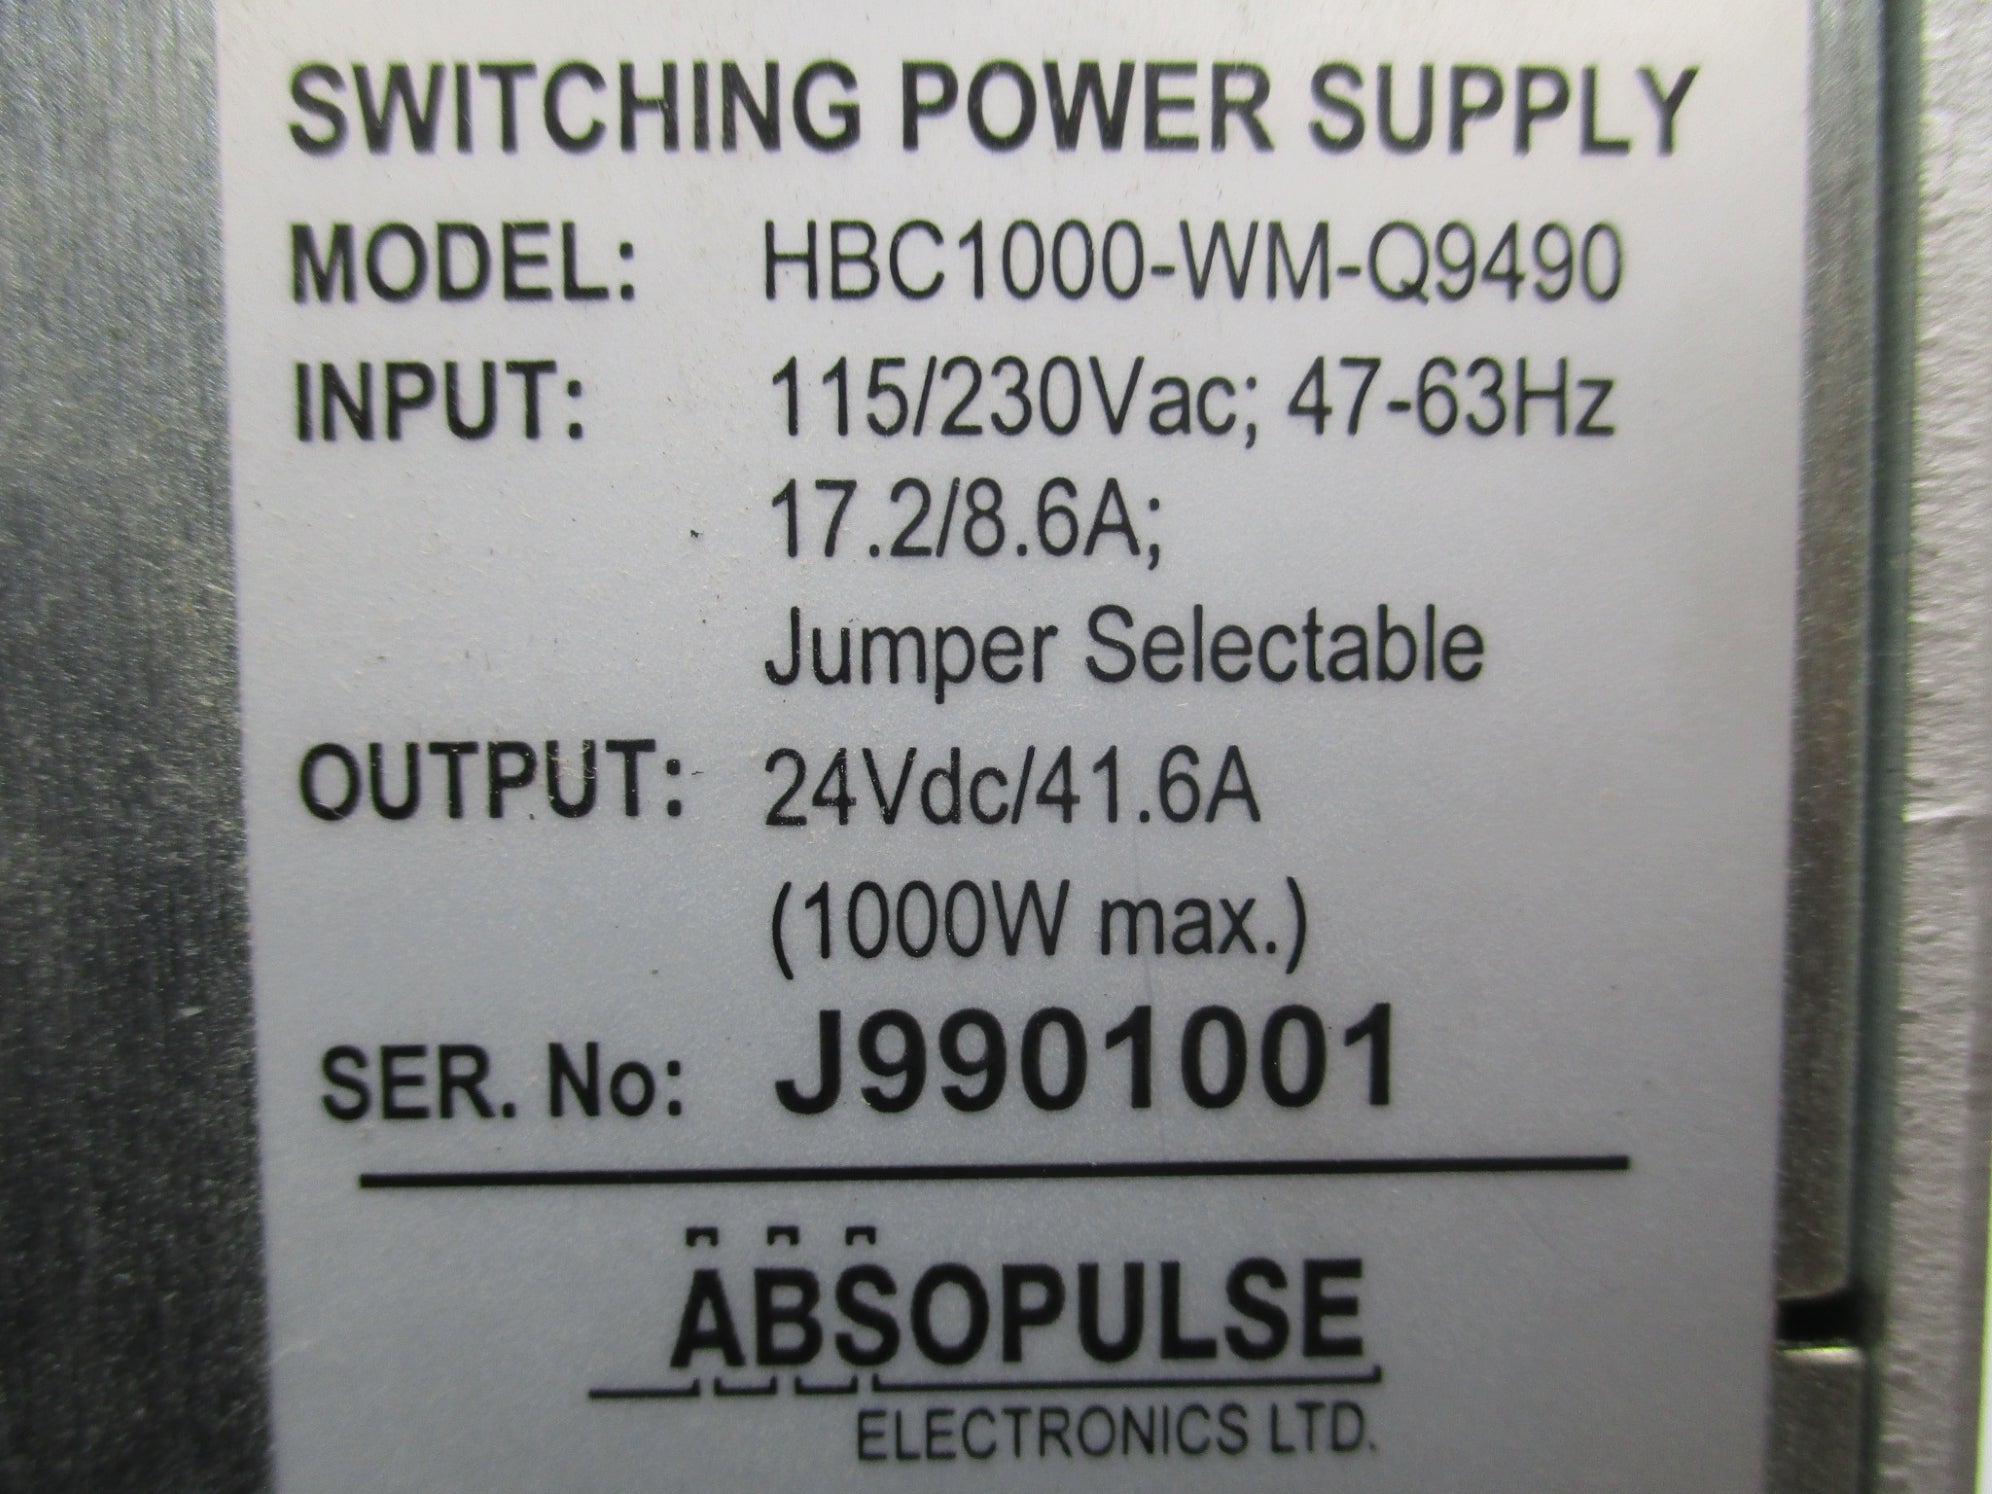 SWITCHING POWER SUPPLY
MODEL: HBC1000-WM-Q9490
INPUT: 115/230Vac; 47-63Hz
17.2/8.6A;
Jumper Selectable
OUTPUT: 24Vdc/41.6A
(1000W max.)
SER. No: J9901001
ABSOPULSE
ELECTRONICS LTD.